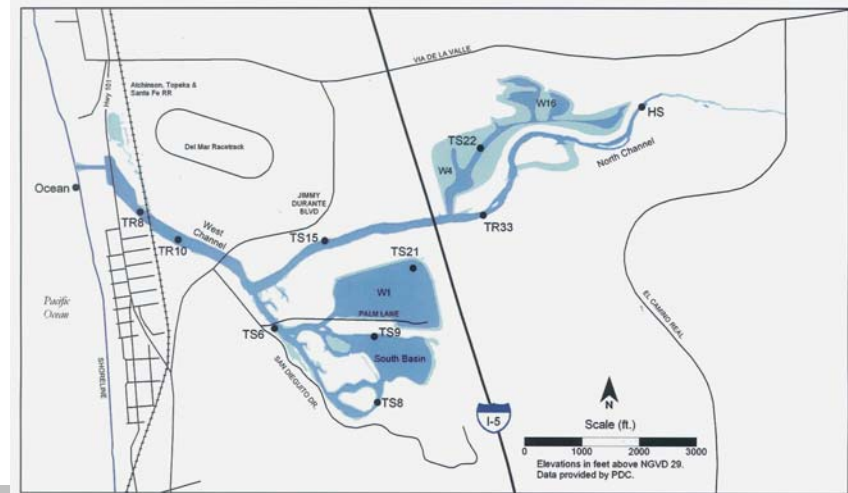 VIA DE LA VALLE
Hwy 101
Atchinson, Topeka &
Santa Fe RR
W16
HS
Del Mar Racetrack
TS22
North Channel
W4
Ocean
JIMMY
DURANTE
BLVD
TR8
West
Channel
TR33
TR10
TS15
TS21
W1
EL CAMINO REAL
Pacific
Ocean
PALM LANE
TS6
TS9
South Basin
SHORELINE
SAN DIEGUITO DR.
TS8
N
I-5
Scale (ft.)
0 1000 2000 3000
Elevations in feet above NGVD 29.
Data provided by PDC.